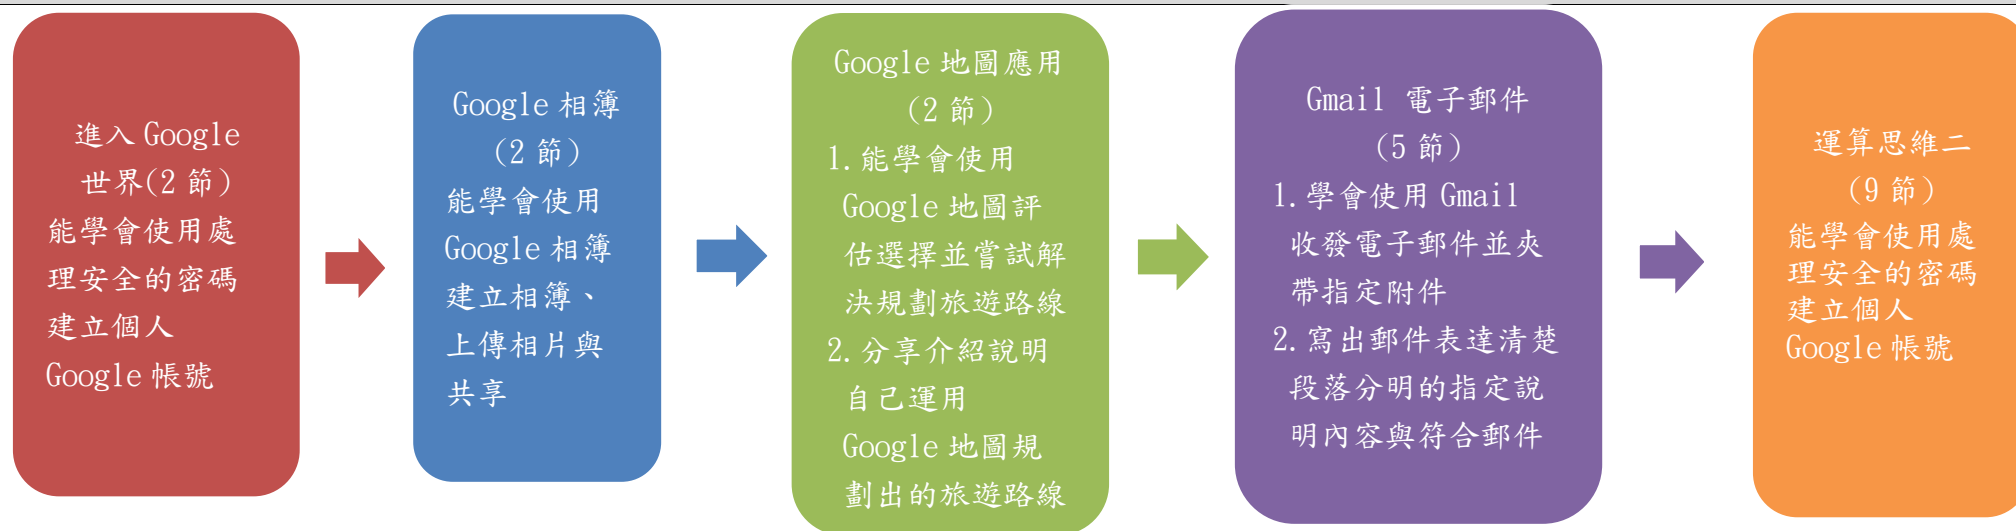 進入 Google
世界(2 節)
能學會使用處
理安全的密碼
建立個人
Google 帳號
Google 相簿
(2 節)
能學會使用
Google 相簿
建立相簿、
上傳相片與
共享
Google 地圖應用
(2 節)
1.能學會使用
Google 地圖評
估選擇並嘗試解
決規劃旅遊路線
2.分享介紹說明
自己運用
Google 地圖規
劃出的旅遊路線
Gmail 電子郵件
(5 節)
1.學會使用 Gmail
收發電子郵件並夾
帶指定附件
2.寫出郵件表達清楚
段落分明的指定說
明內容與符合郵件
運算思維二
(9 節)
能學會使用處
理安全的密碼
建立個人
Google 帳號